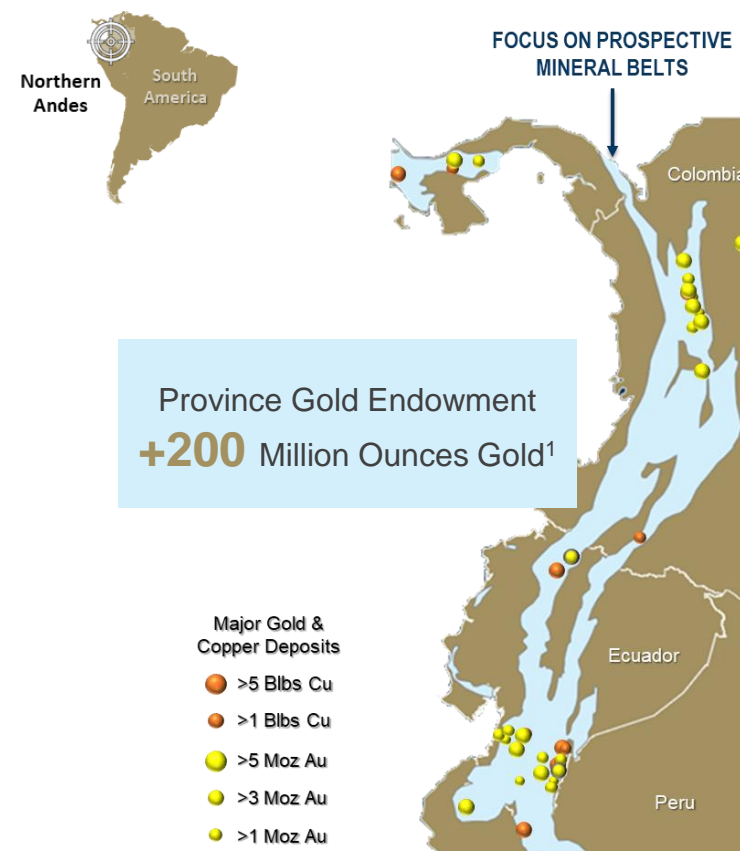 Northern
Andes
South
America
FOCUS ON PROSPECTIVE
MINERAL BELTS
Colombia
Province Gold Endowment
+200 Million Ounces Gold¹
Major Gold &
Copper Deposits
>5 Blbs Cu
>1 Blbs Cu
>5 Moz Au
>3 Moz Au
>1 Moz Au
Ecuador
Peru